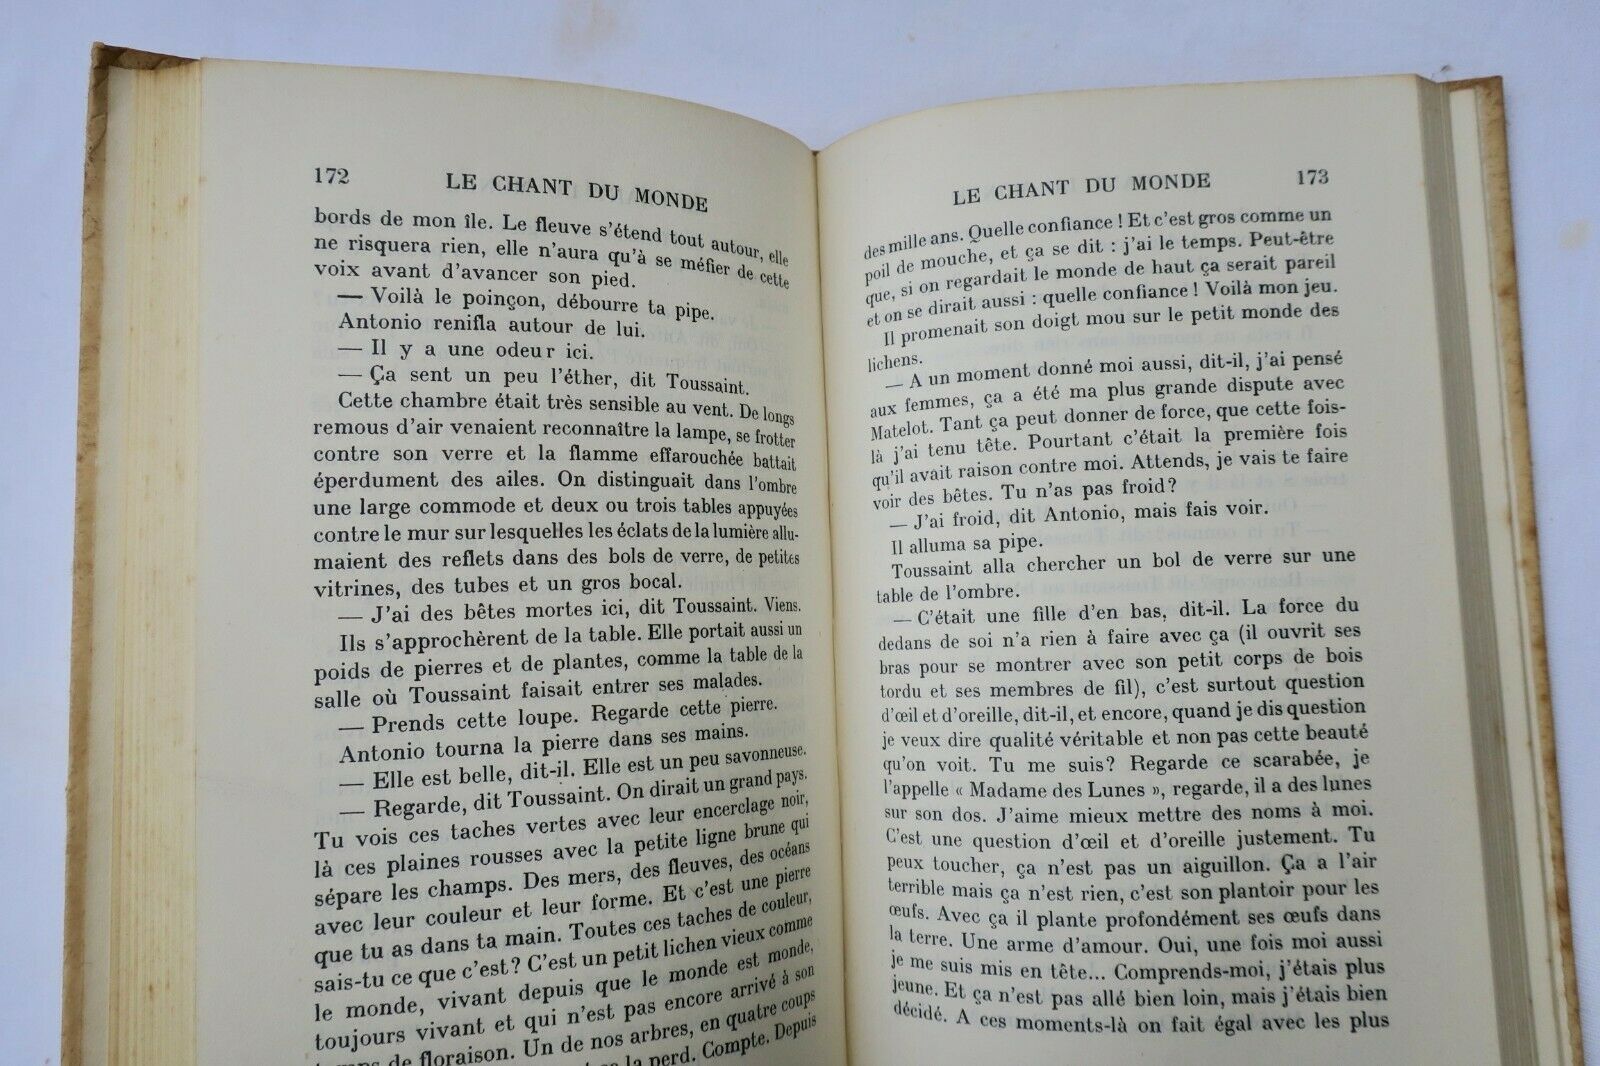 172
LE CHANT DU MONDE
bords de mon île. Le fleuve s'étend tout autour, elle
ne risquera rien, elle n'aura qu'à se méfier de cette
voix avant d'avancer son pied.
— Voilà le poinçon, débourre ta pipe.
Antonio renifla autour de lui.
— Il y a une odeur ici.
— Ça sent un peu l'éther, dit Toussaint.
Cette chambre était très sensible au vent. De longs
remous d'air venaient reconnaître la lampe, se frotter
contre son verre et la flamme effarouchée battait
éperdument des ailes. On distinguait dans l'ombre
une large commode et deux ou trois tables appuyées
contre le mur sur lesquelles les éclats de la lumière allu-
maient des reflets dans des bols de verre, de petites
vitrines, des tubes et un gros bocal.
— J'ai des bêtes mortes ici, dit Toussaint. Viens.
Ils s'approchèrent de la table. Elle portait aussi un
poids de pierres et de plantes, comme la table de la
salle où Toussaint faisait entrer ses malades.
— Prends cette loupe. Regarde cette pierre.
Antonio tourna la pierre dans ses mains.
— Elle est belle, dit-il. Elle est un peu savonneuse.
— Regarde, dit Toussaint. On dirait un grand pays.
Tu vois ces taches vertes avec leur encerclage noir,
là ces plaines rousses avec la petite ligne brune qui
sépare les champs. Des mers, des fleuves, des océans
avec leur couleur et leur forme. Et c'est une pierre
que tu as dans ta main. Toutes ces taches de couleur,
sais-tu ce que c'est? C'est un petit lichen vieux comme
le monde, vivant depuis que le monde est monde,
toujours vivant et qui n'est pas encore arrivé à son
temps de floraison. Un de nos arbres, en quatre coups
la perd. Compte. Depuis
LE CHANT DU MONDE
173
des mille ans. Quelle confiance ! Et c'est gros comme un
poil de mouche, et ça se dit : j'ai le temps. Peut-être
que, si on regardait le monde de haut ça serait pareil
et on se dirait aussi : quelle confiance ! Voilà mon jeu.
Il promenait son doigt mou sur le petit monde des
lichens.
— A un moment donné moi aussi, dit-il, j'ai pensé
aux femmes, ça a été ma plus grande dispute avec
Matelot. Tant ça peut donner de force, que cette fois-
là j'ai tenu tête. Pourtant c'était la première fois
qu'il avait raison contre moi. Attends, je vais te faire
voir des bêtes. Tu n'as pas froid?
— J'ai froid, dit Antonio, mais fais voir.
Il alluma sa pipe.
Toussaint alla chercher un bol de verre sur une
table de l'ombre.
— C'était une fille d'en bas, dit-il. La force du
dedans de soi n'a rien à faire avec ça (il ouvrit ses
bras pour se montrer avec son petit corps de bois
tordu et ses membres de fil), c'est surtout question
d'œil et d'oreille, dit-il, et encore, quand je dis question
je veux dire qualité véritable et non pas cette beauté
qu'on voit. Tu me suis? Regarde ce scarabée, je
l'appelle « Madame des Lunes », regarde, il a des lunes
sur son dos. J'aime mieux mettre des noms à moi.
C'est une question d'œil et d'oreille justement. Tu
peux toucher, ça n'est pas un aiguillon. Ça a l'air
terrible mais ça n'est rien, c'est son plantoir pour les
œufs. Avec ça il plante profondément ses œufs dans
la terre. Une arme d'amour. Oui, une fois moi aussi
je me suis mis en tête... Comprends-moi, j'étais plus
jeune. Et ça n'est pas allé bien loin, mais j'étais bien
décidé. A ces moments-là on fait égal avec les plus